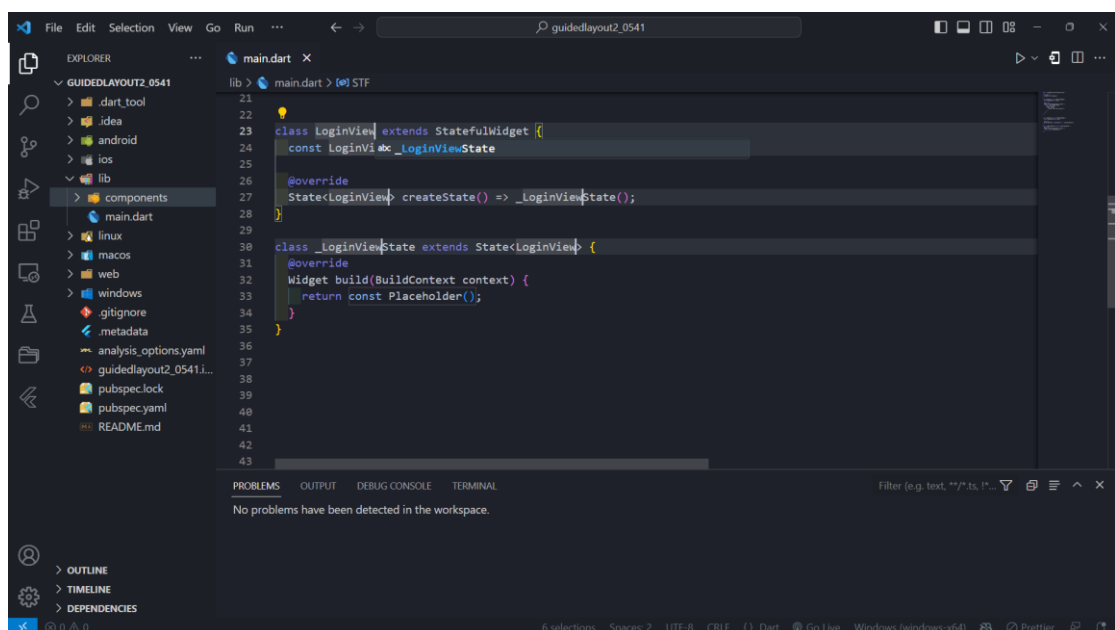 File Edit Selection View Go Run ··· guidedlayout2_0541
EXPLORER ···
main.dart
GUIDEDLAYOUT2_0541
lib > main.dart > STF
.dart_tool
.idea
android
ios
lib
components
main.dart
linux
macos
web
windows
.gitignore
.metadata
analysis_options.yaml
guidedlayout2_0541.i...
pubspec.lock
pubspec.yaml
README.md
OUTLINE
TIMELINE
DEPENDENCIES
21
22
23 class LoginView extends StatefulWidget {
24 const LoginVi abc _LoginViewState
25
26 @override
27 State<LoginView> createState() => _LoginViewState();
28 }
29
30 class _LoginViewState extends State<LoginView> {
31 @override
32 Widget build(BuildContext context) {
33 return const Placeholder();
34 }
35 }
36
37
38
39
40
41
42
43
PROBLEMS OUTPUT DEBUG CONSOLE TERMINAL Filter (e.g. text, **/*.ts, !*...
No problems have been detected in the workspace.
0 0 6 selections Spaces: 2 UTF-8 CRLF {} Dart Go Live Windows (windows-x64) Prettier